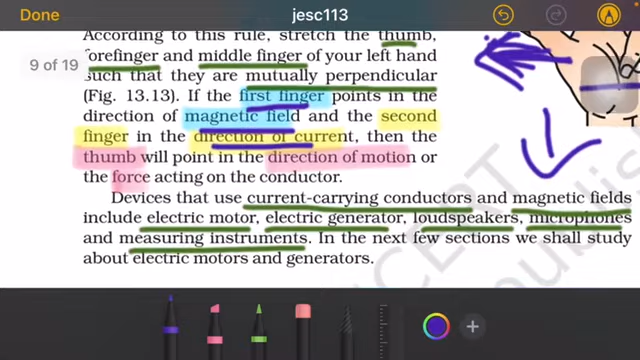 Done
jesc113
According to this rule, stretch the thumb,
forefinger and middle finger of your left hand
9 of 19
such that they are mutually perpendicular
(Fig. 13.13). If the first finger points in the
direction of magnetic field and the second
finger in the direction of current, then the
thumb will point in the direction of motion or
the force acting on the conductor.
Devices that use current-carrying conductors and magnetic fields
include electric motor, electric generator, loudspeakers, microphones
and measuring instruments. In the next few sections we shall study
about electric motors and generators.